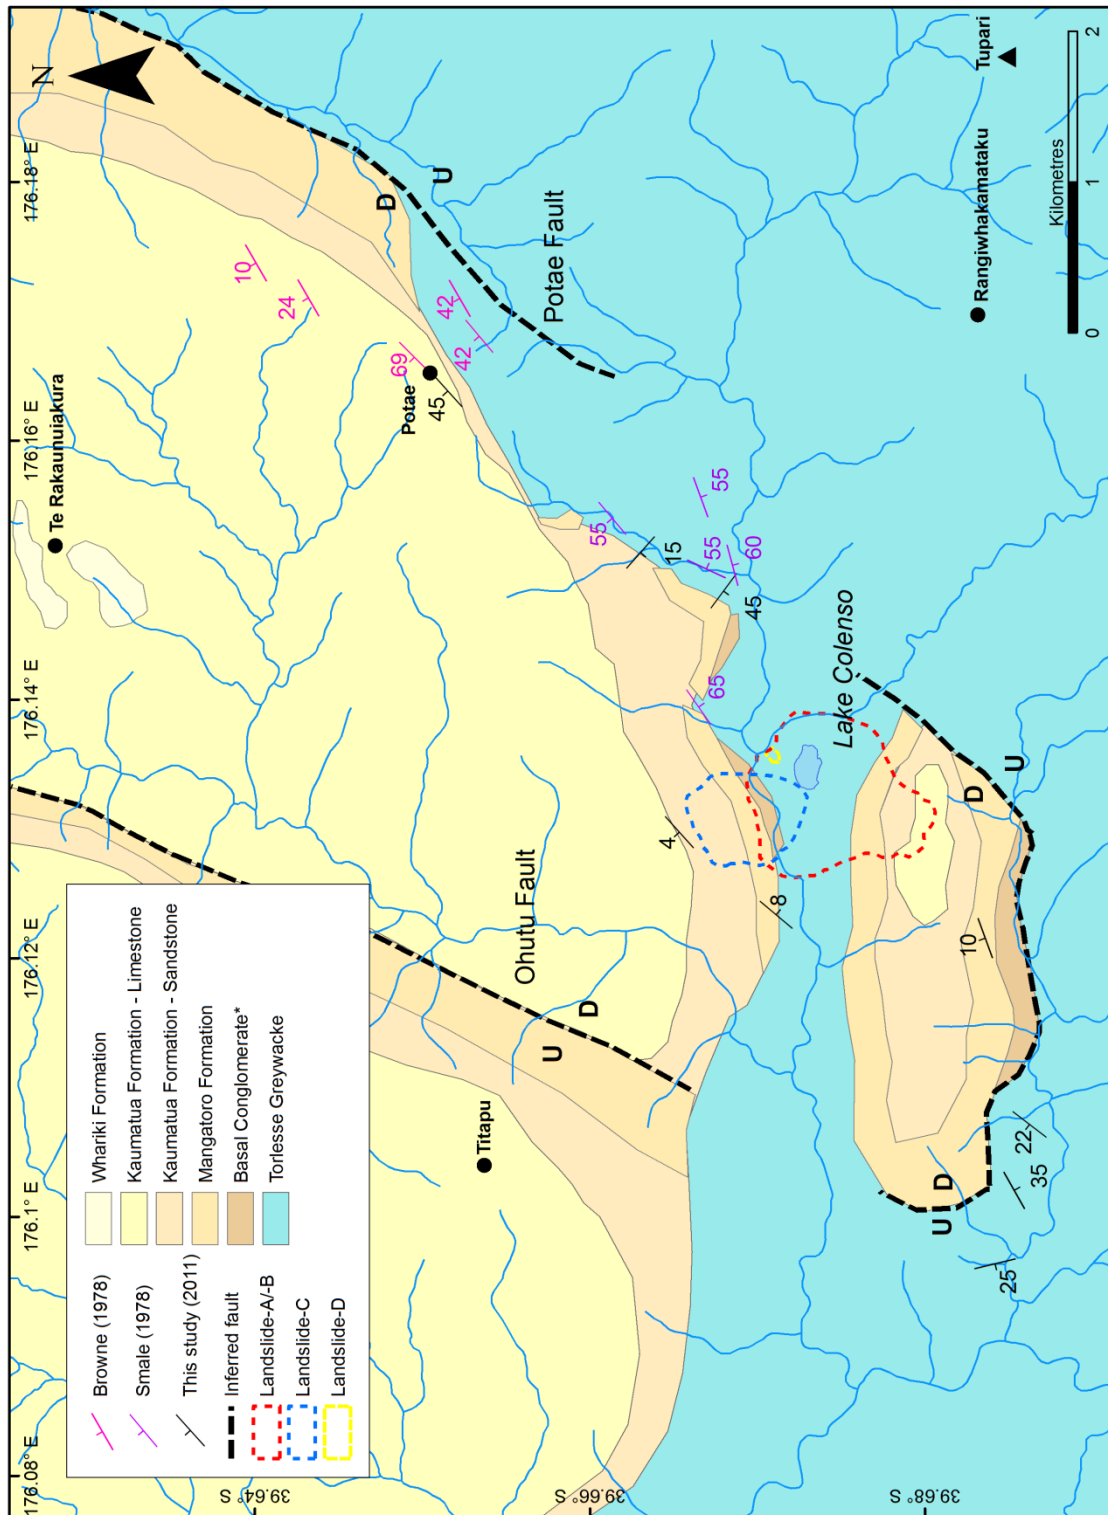 176.08° E
176.1° E
176.12° E
176.14° E
176.16° E
176.18° E
39.64° S
39.66° S
39.68° S
N
Browne (1978)
Smale (1978)
This study (2011)
Inferred fault
Landslide-A/-B
Landslide-C
Landslide-D
Whariki Formation
Kaumatua Formation - Limestone
Kaumatua Formation - Sandstone
Mangatoro Formation
Basal Conglomerate*
Torlesse Greywacke
Te Rakaunuiakura
Titapu
Ohutu Fault
U
D
Potae
Potae Fault
D
U
10
24
42
42
69
45
55
55
55
60
15
45
65
4
8
Lake Colenso
U
D
D
U
10
22
35
25
Rangiwhakamataku
Tupari
Kilometres
0
1
2